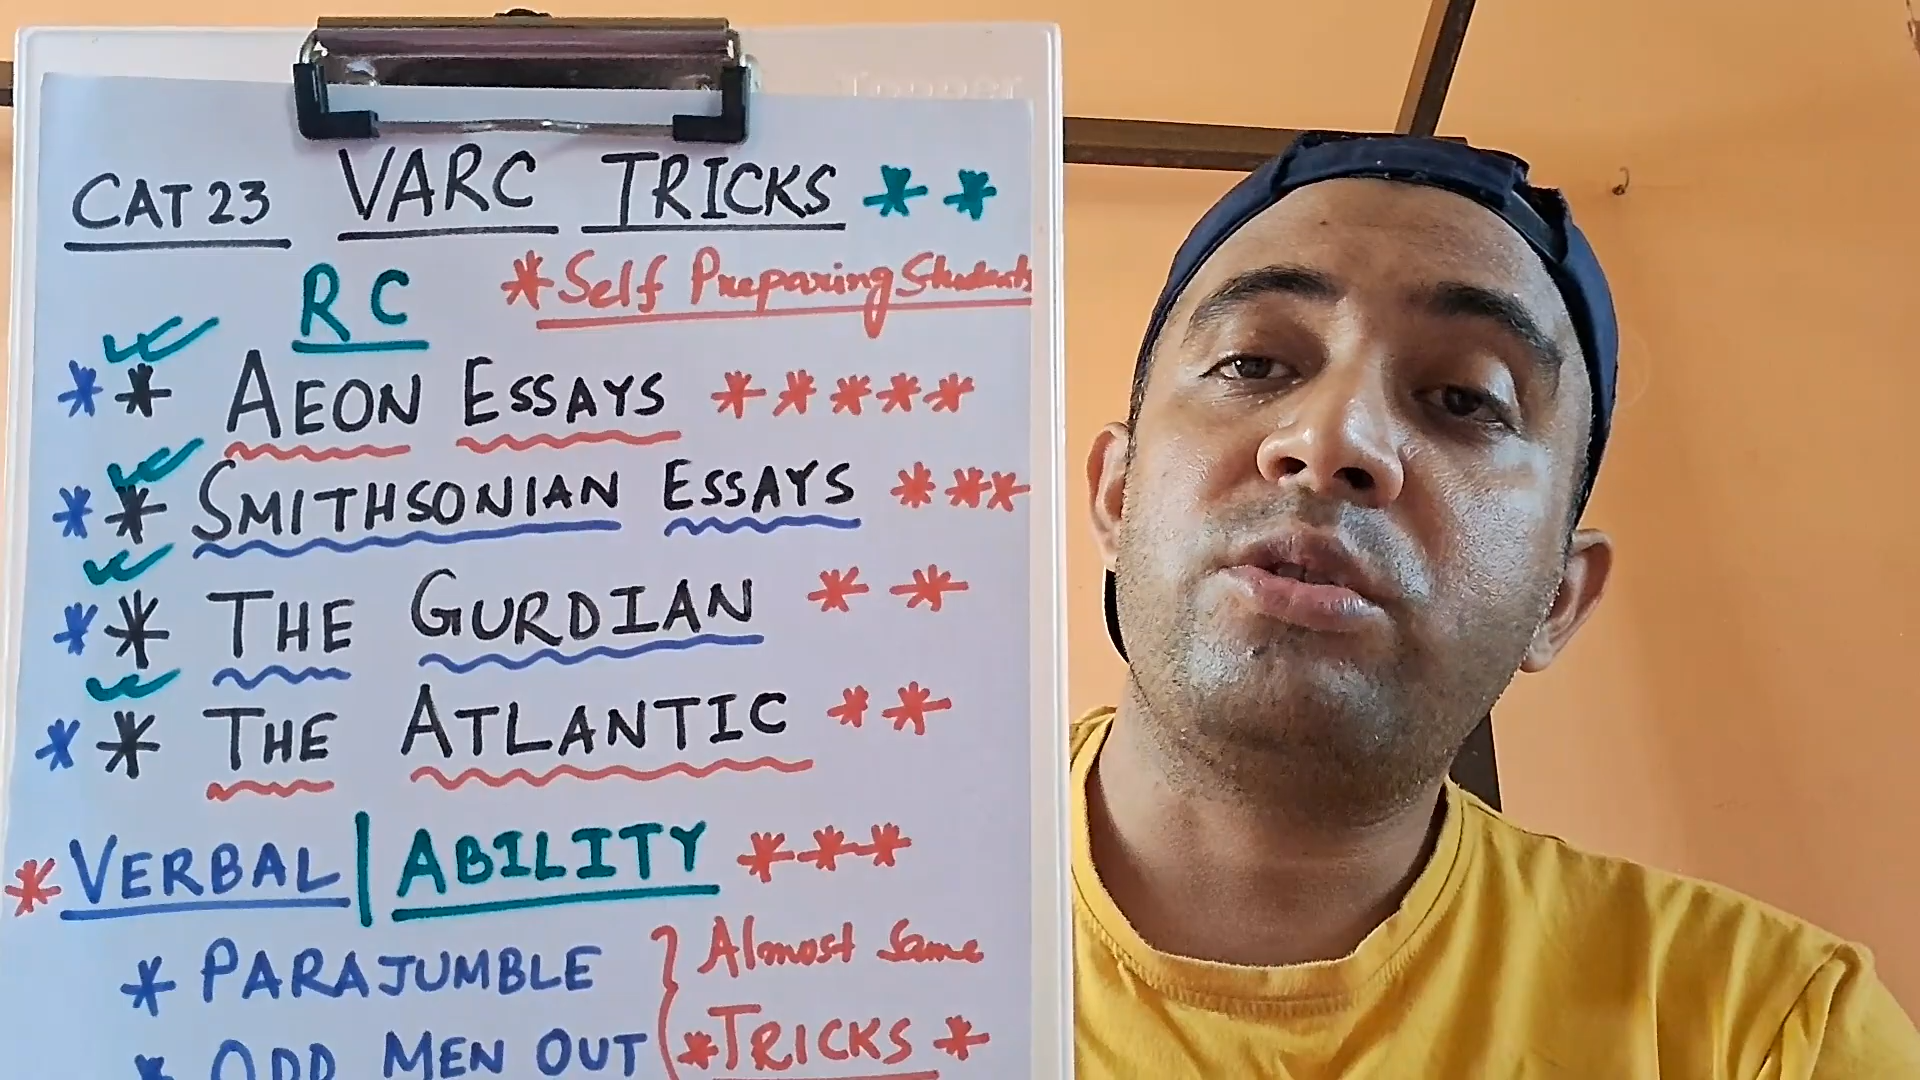 Topper
CAT 23 VARC TRICKS **
RC *Self Preparing Students
** AEON ESSAYS *****
** SMITHSONIAN ESSAYS ***
** THE GURDIAN **
** THE ATLANTIC **
*VERBAL | ABILITY ***
* PARAJUMBLE } Almost Same
* ODD MEN OUT *TRICKS*